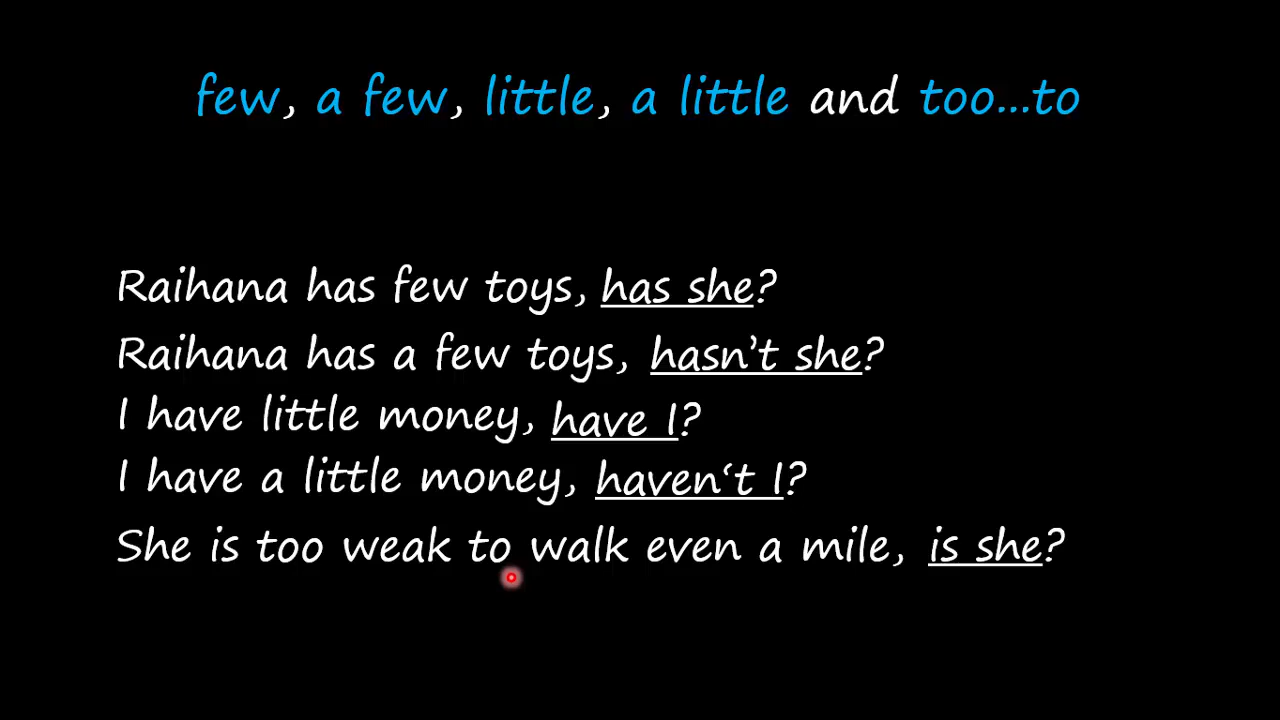 few, a few, little, a little and too...to
Raihana has few toys, has she?
Raihana has a few toys, hasn’t she?
I have little money, have I?
I have a little money, haven‘t I?
She is too weak to walk even a mile, is she?